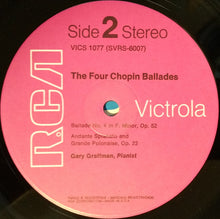 Side 2 Stereo
VICS 1077 (SVRS-8007)
The Four Chopin Ballades
RCA
Victrola
Ballade No. 4 in F Minor, Op. 52
Andante Spianato and
Grande Polonaise, Op. 22
Gary Graffman, Pianist